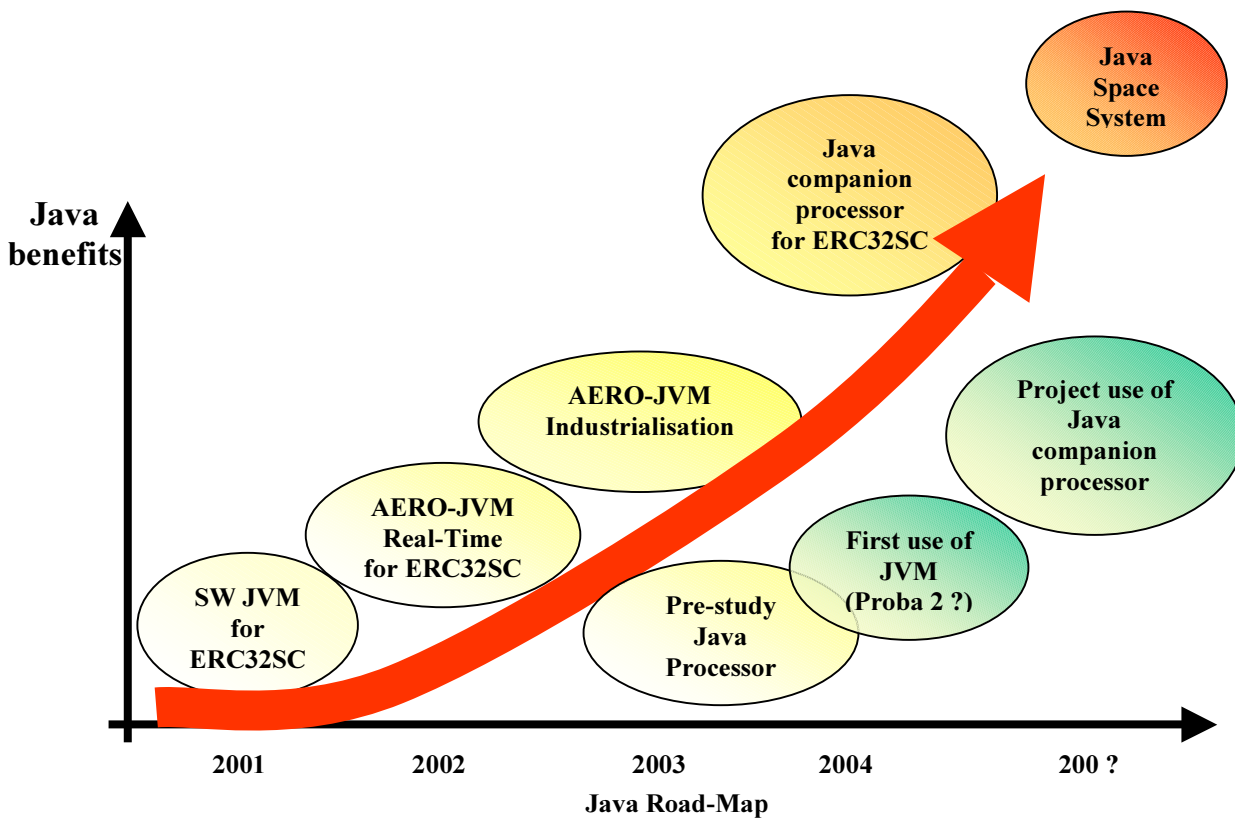 Java
Space
System
Java
companion
processor
for ERC32SC
Java
benefits
AERO-JVM
Industrialisation
Project use of
Java
companion
processor
AERO-JVM
Real-Time
for ERC32SC
First use of
JVM
(Proba 2 ?)
SW JVM
for
ERC32SC
Pre-study
Java
Processor
2001
2002
2003
2004
200 ?
Java Road-Map